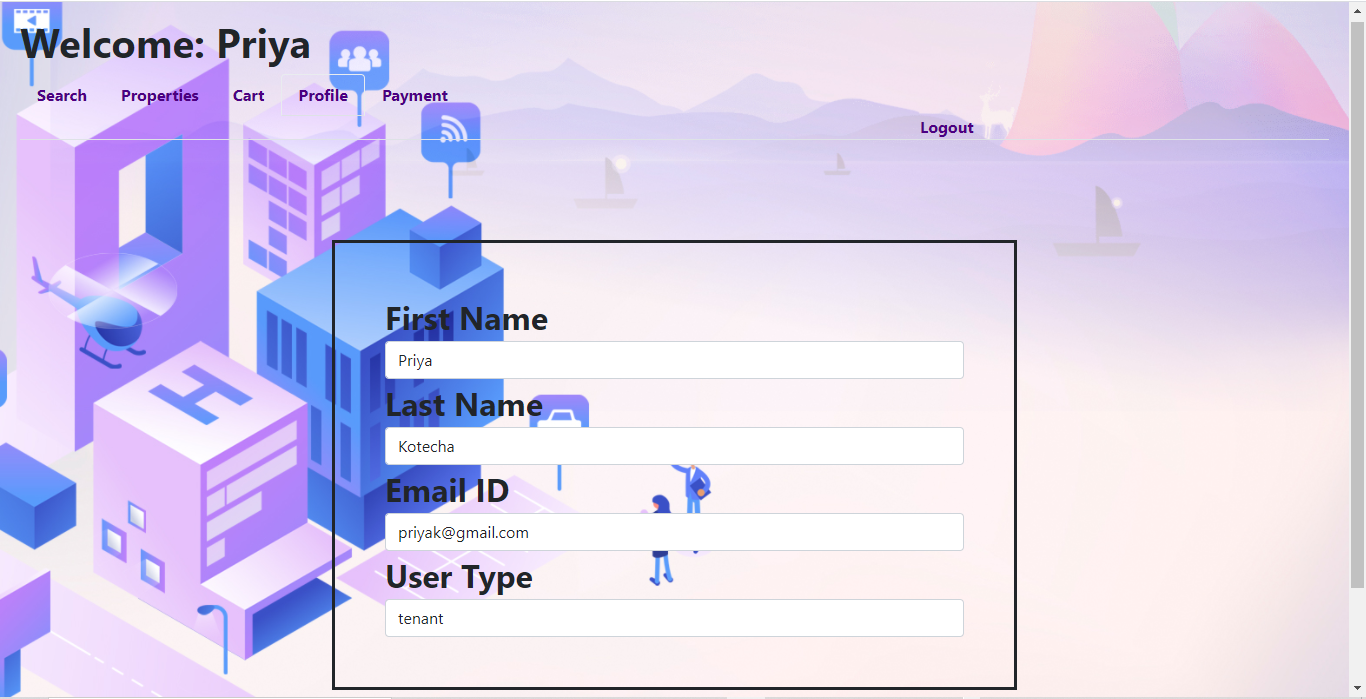 Welcome: Priya
Search Properties Cart Profile Payment
Logout
First Name
Priya
Last Name
Kotecha
Email ID
priyak@gmail.com
User Type
tenant